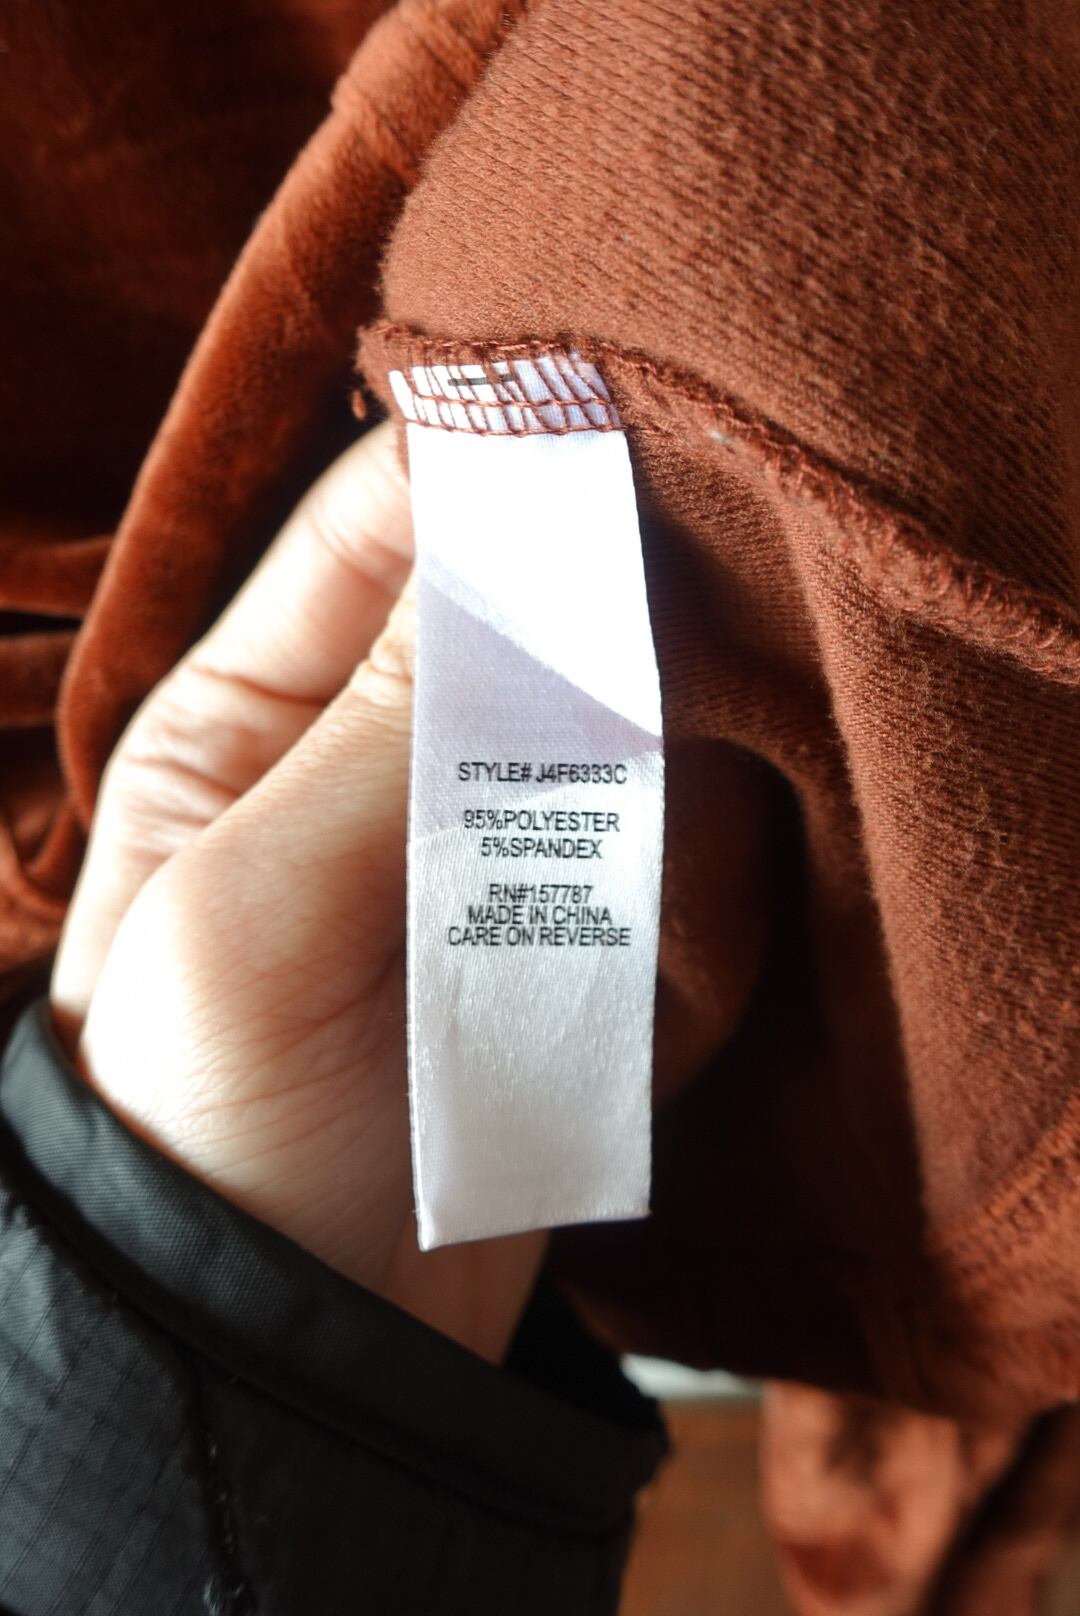 STYLE# J4F6333C
95%POLYESTER
5%SPANDEX
RN#157787
MADE IN CHINA
CARE ON REVERSE